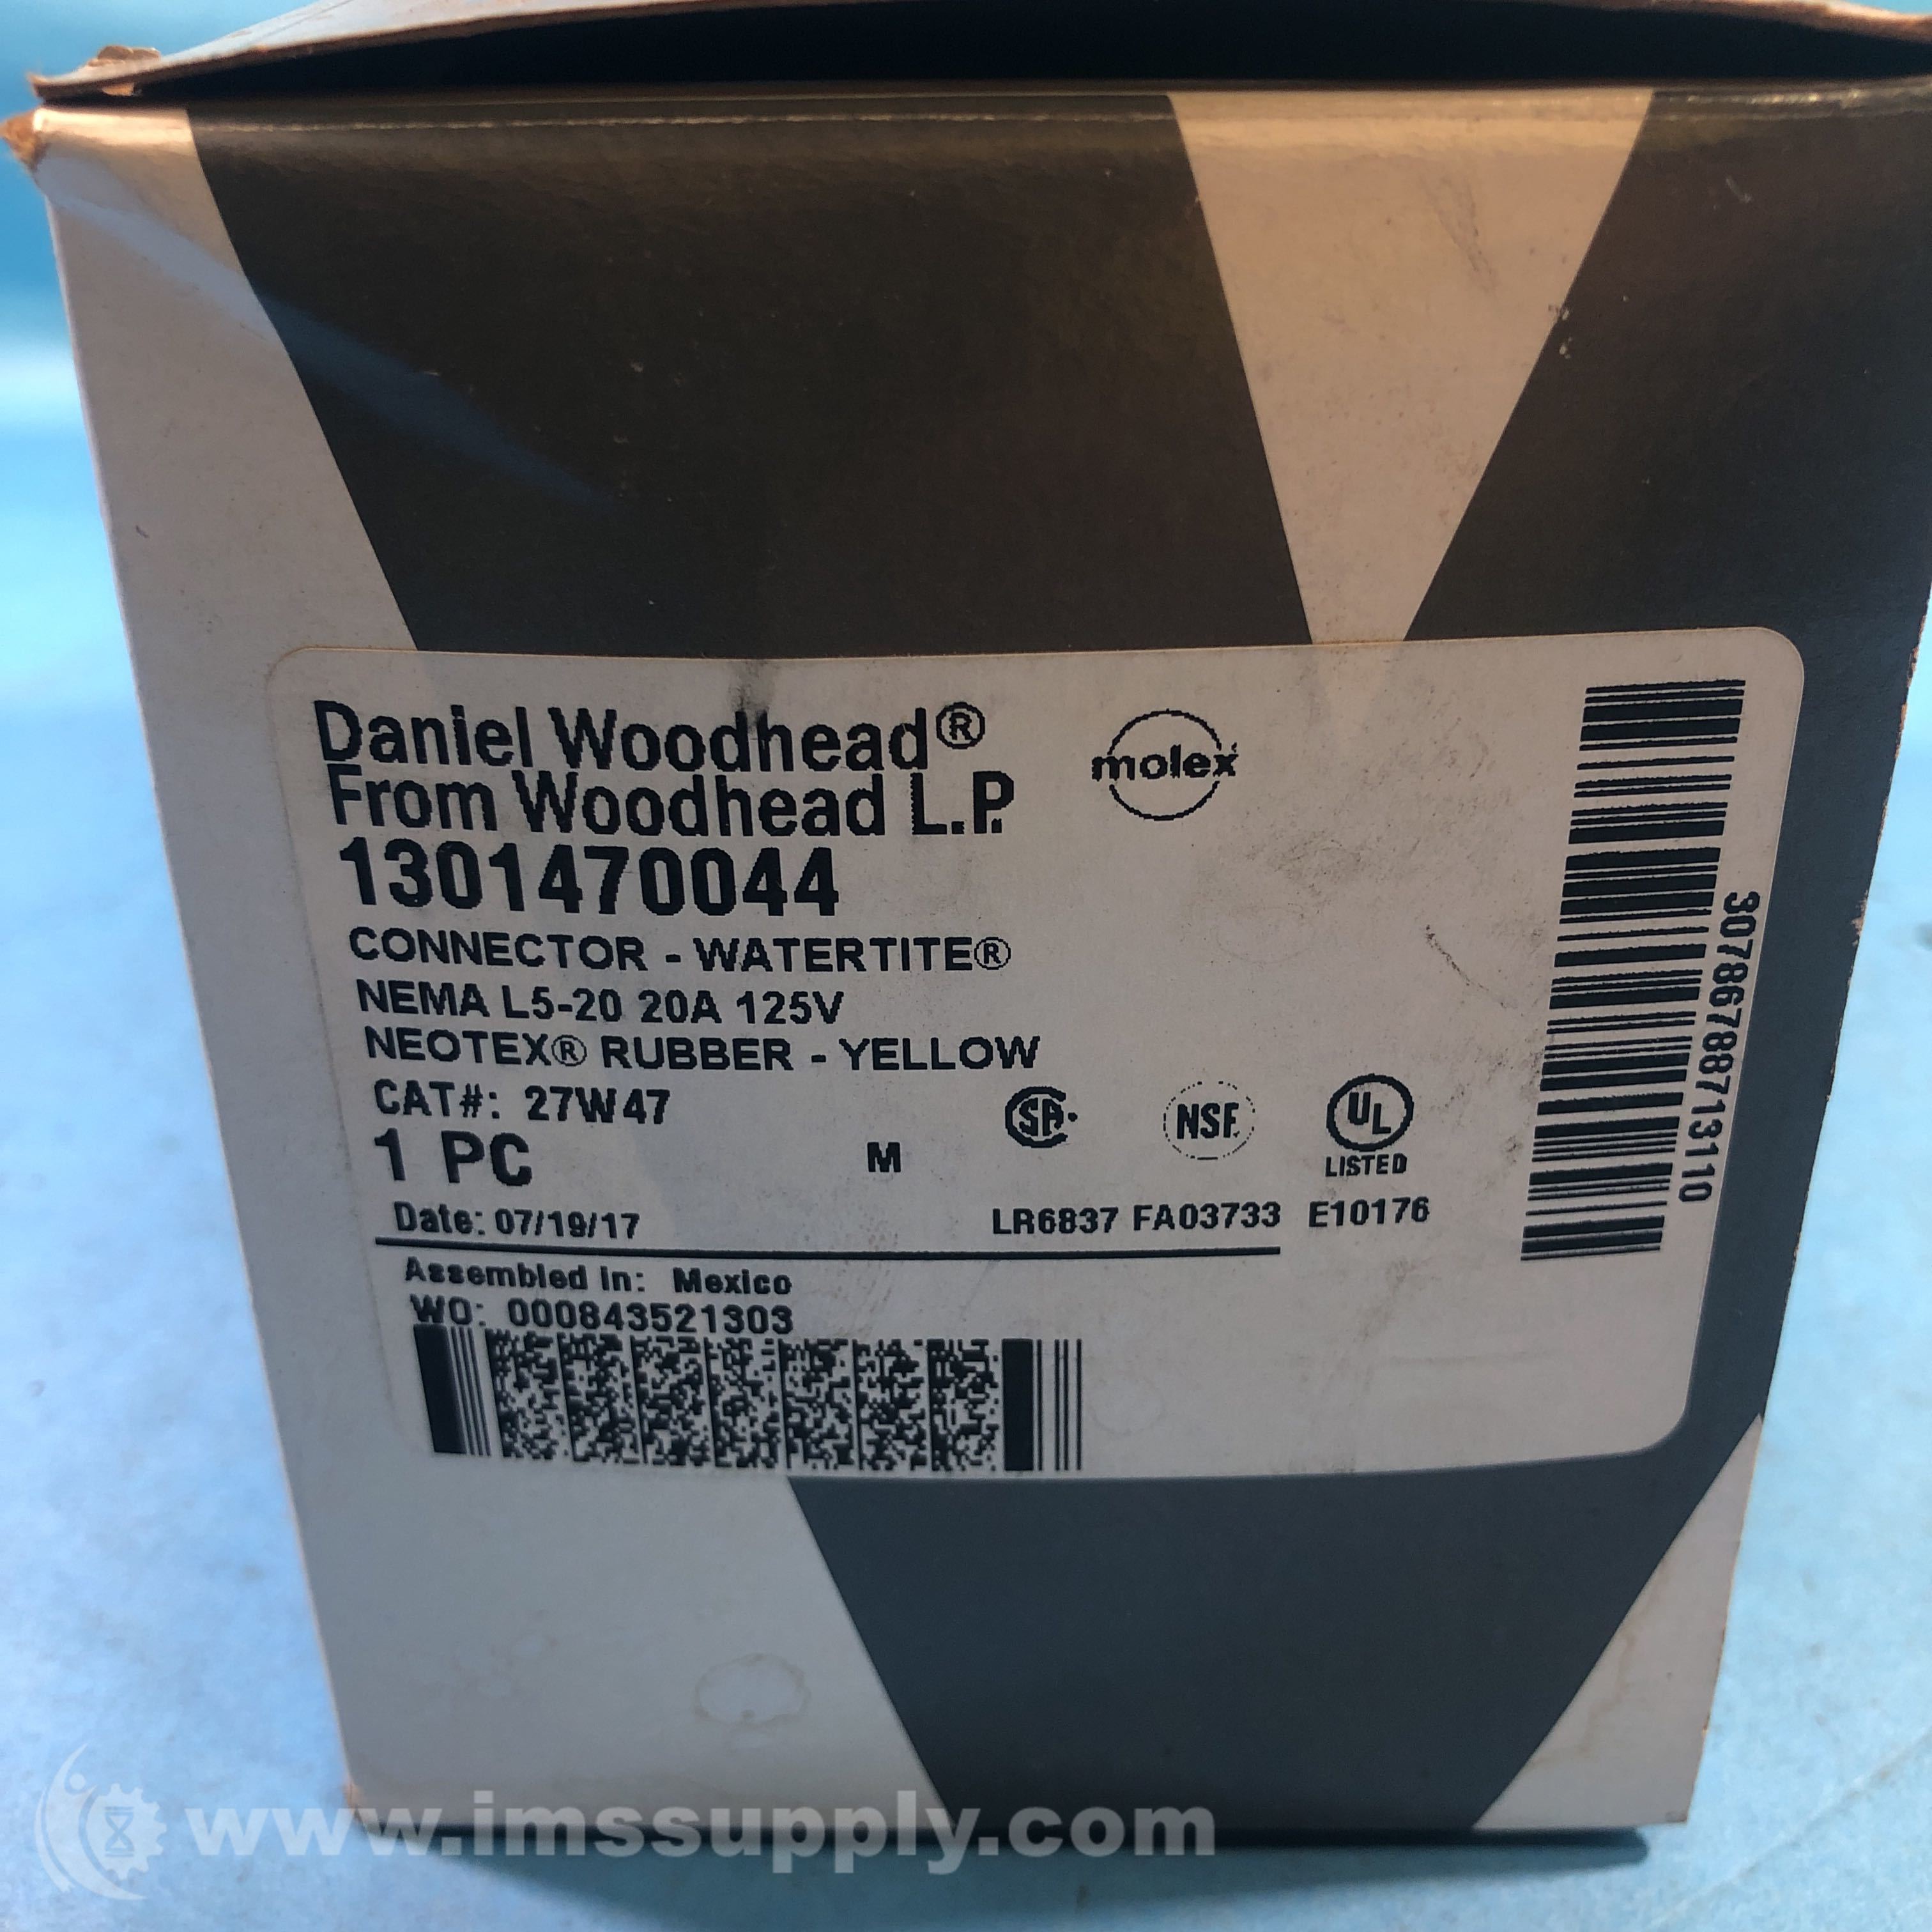 Daniel Woodhead®
From Woodhead L.P.
molex
1301470044
CONNECTOR - WATERTITE®
NEMA L5-20 20A 125V
NEOTEX® RUBBER - YELLOW
CAT#: 27W47
1 PC
M
SA
NSF.
UL
LISTED
Date: 07/19/17
LR6837 FA03733 E10176
Assembled in: Mexico
WO: 000843521303
30786788713110
www.imssupply.com